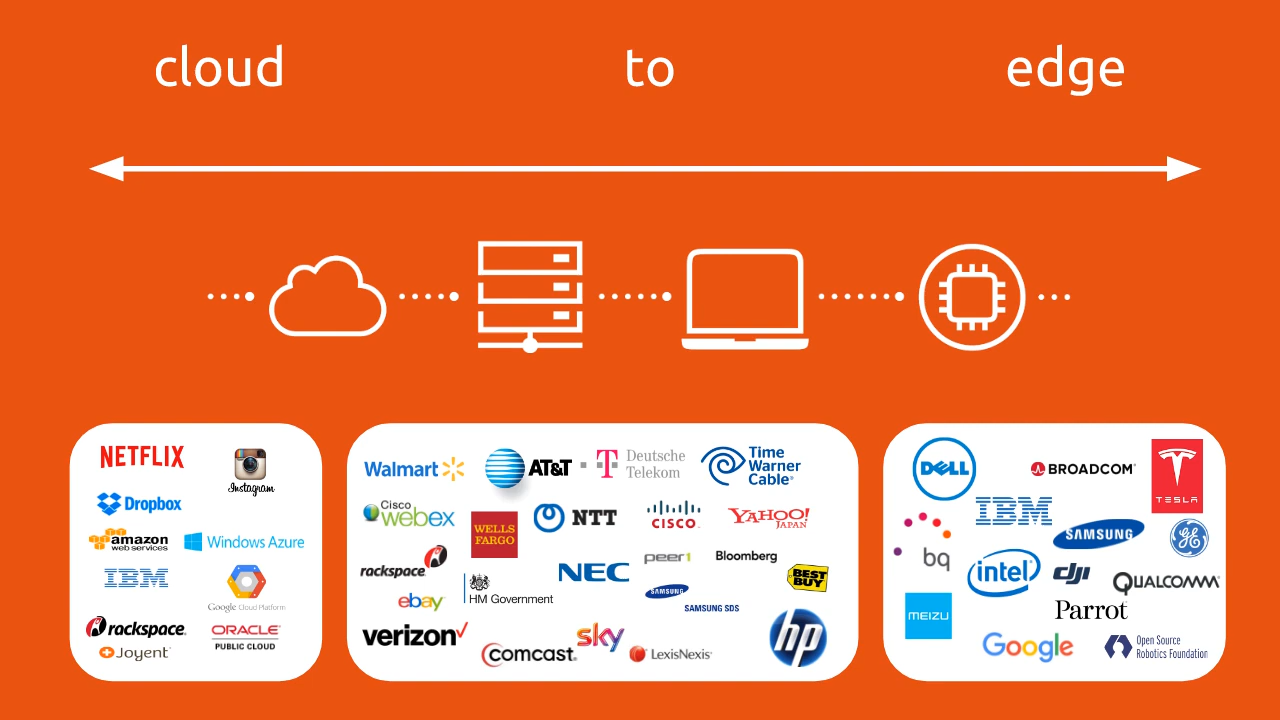 cloud to edge
NETFLIX
Instagram
Dropbox
amazon
web services
Windows Azure
IBM
Google Cloud Platform
rackspace
ORACLE
PUBLIC CLOUD
Joyent
Walmart
AT&T
T
Deutsche
Telekom
Time
Warner
Cable
Cisco
webex
WELLS
FARGO
NTT
CISCO
YAHOO!
JAPAN
rackspace
HM Government
NEC
peer1
Bloomberg
BEST
BUY
ebay
SAMSUNG
SAMSUNG SDS
verizon
comcast
sky
LexisNexis
hp
DELL
BROADCOM
TESLA
IBM
SAMSUNG
GE
bq
intel
dji
QUALCOMM
MEIZU
Parrot
Google
Open Source
Robotics Foundation